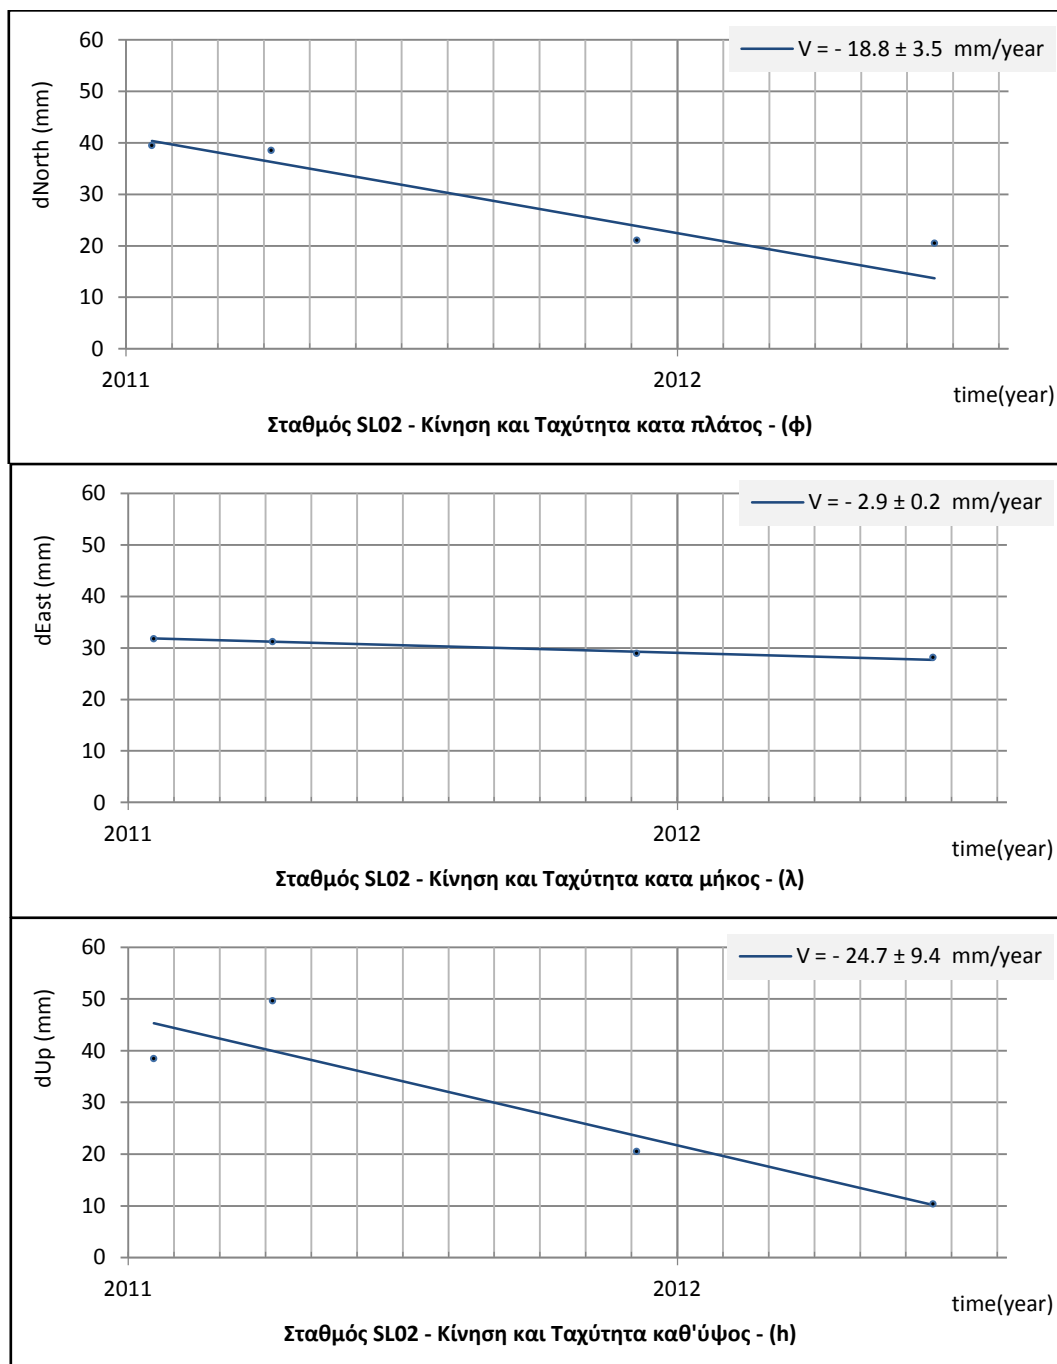 V = - 18.8 ± 3.5 mm/year
dNorth (mm)
60
50
40
30
20
10
0
2011 2012
time(year)
Σταθμός SL02 - Κίνηση και Ταχύτητα κατα πλάτος - (φ)
V = - 2.9 ± 0.2 mm/year
dEast (mm)
60
50
40
30
20
10
0
2011 2012
time(year)
Σταθμός SL02 - Κίνηση και Ταχύτητα κατα μήκος - (λ)
V = - 24.7 ± 9.4 mm/year
dUp (mm)
60
50
40
30
20
10
0
2011 2012
time(year)
Σταθμός SL02 - Κίνηση και Ταχύτητα καθ'ύψος - (h)